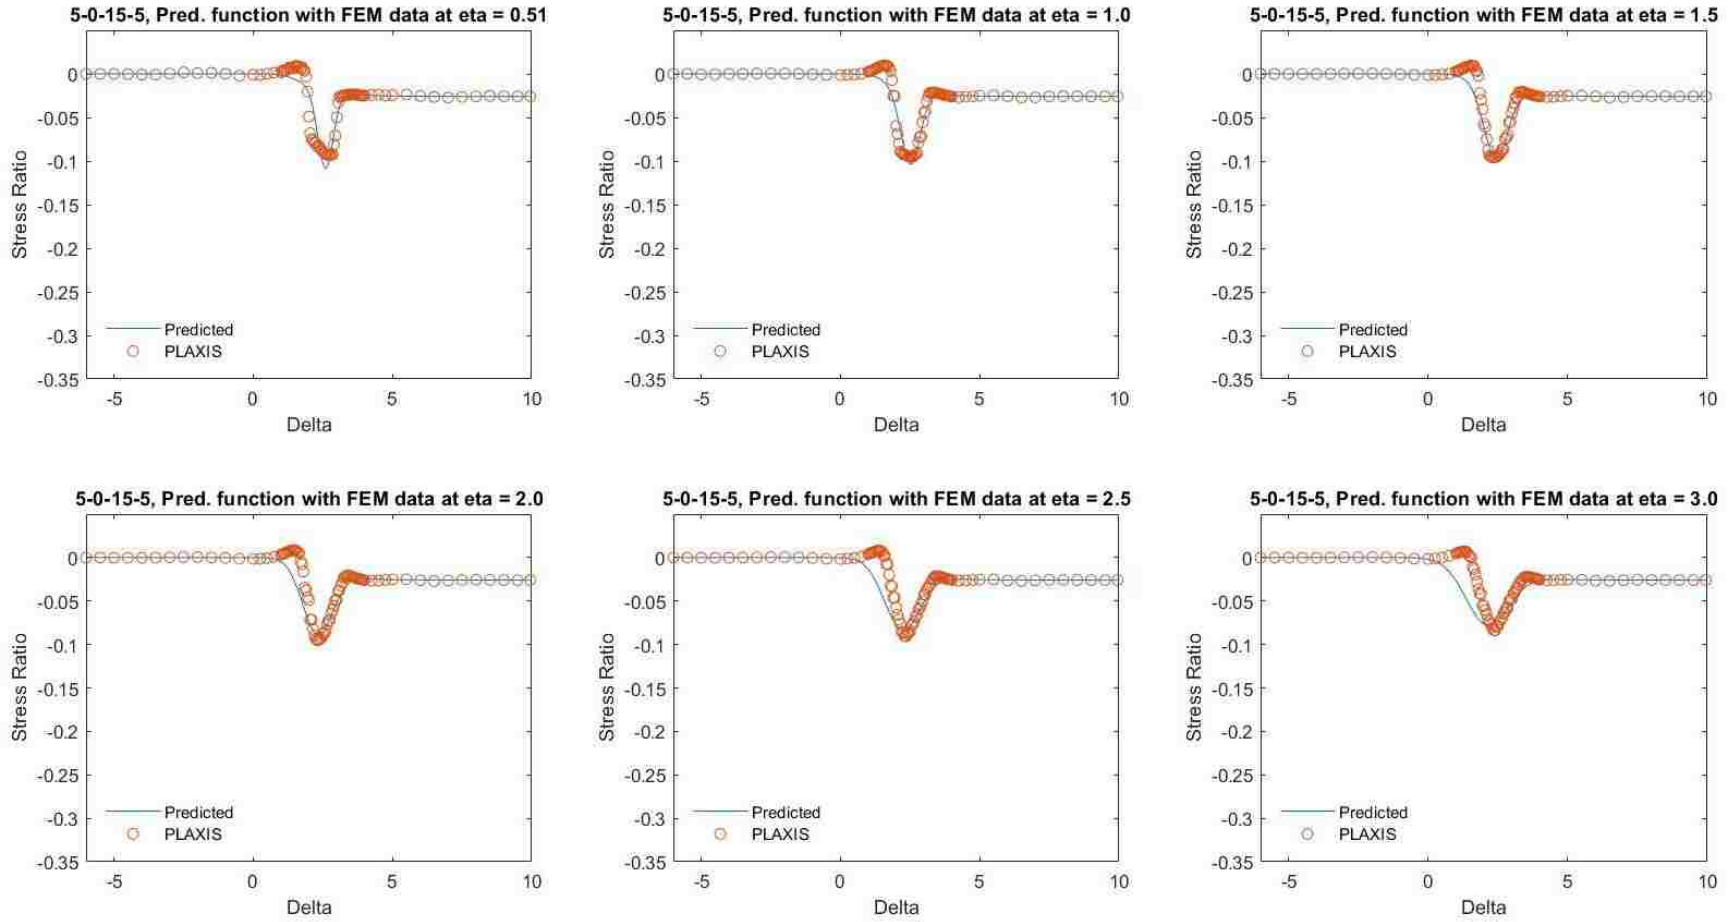 5-0-15-5, Pred. function with FEM data at eta = 0.51
0
-0.05
-0.1
-0.15
-0.2
-0.25
-0.3
-0.35
Stress Ratio
Predicted
PLAXIS
-5
0
5
10
Delta
5-0-15-5, Pred. function with FEM data at eta = 1.0
0
-0.05
-0.1
-0.15
-0.2
-0.25
-0.3
-0.35
Stress Ratio
Predicted
PLAXIS
-5
0
5
10
Delta
5-0-15-5, Pred. function with FEM data at eta = 1.5
0
-0.05
-0.1
-0.15
-0.2
-0.25
-0.3
-0.35
Stress Ratio
Predicted
PLAXIS
-5
0
5
10
Delta
5-0-15-5, Pred. function with FEM data at eta = 2.0
0
-0.05
-0.1
-0.15
-0.2
-0.25
-0.3
-0.35
Stress Ratio
Predicted
PLAXIS
-5
0
5
10
Delta
5-0-15-5, Pred. function with FEM data at eta = 2.5
0
-0.05
-0.1
-0.15
-0.2
-0.25
-0.3
-0.35
Stress Ratio
Predicted
PLAXIS
-5
0
5
10
Delta
5-0-15-5, Pred. function with FEM data at eta = 3.0
0
-0.05
-0.1
-0.15
-0.2
-0.25
-0.3
-0.35
Stress Ratio
Predicted
PLAXIS
-5
0
5
10
Delta